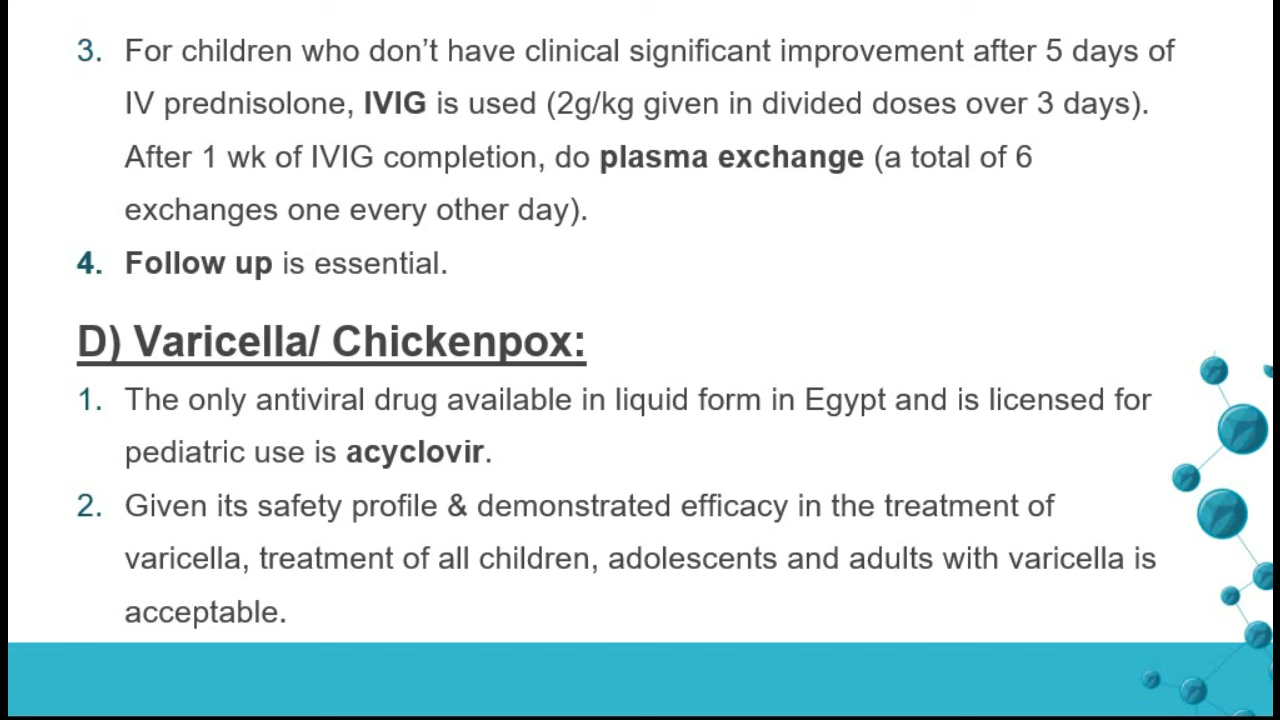 3. For children who don’t have clinical significant improvement after 5 days of
IV prednisolone, IVIG is used (2g/kg given in divided doses over 3 days).
After 1 wk of IVIG completion, do plasma exchange (a total of 6
exchanges one every other day).
4. Follow up is essential.
D) Varicella/ Chickenpox:
1. The only antiviral drug available in liquid form in Egypt and is licensed for
pediatric use is acyclovir.
2. Given its safety profile & demonstrated efficacy in the treatment of
varicella, treatment of all children, adolescents and adults with varicella is
acceptable.